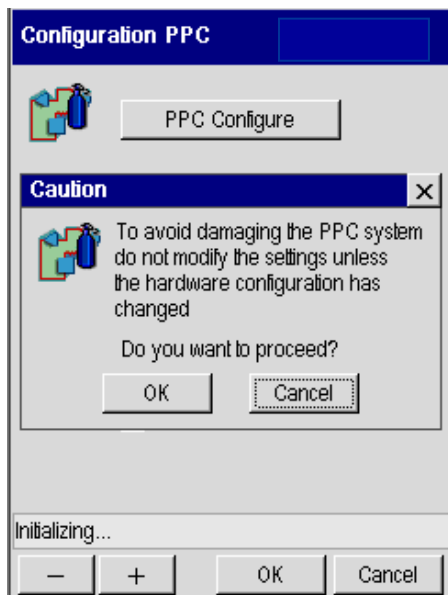 Configuration PPC
PPC Configure
Caution
To avoid damaging the PPC system
do not modify the settings unless
the hardware configuration has
changed
Do you want to proceed?
OK Cancel
Initializing...
− + OK Cancel